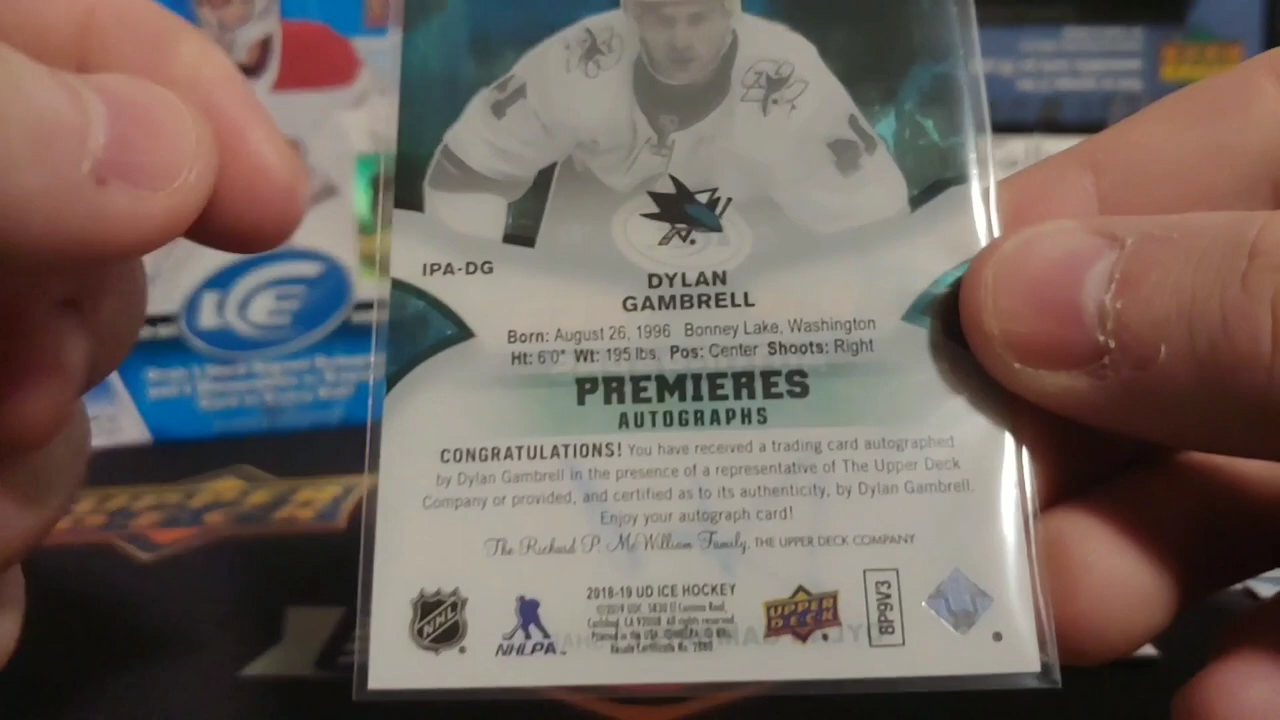 ICE
IPA-DG
DYLAN
GAMBRELL
Born: August 26, 1996 Bonney Lake, Washington
Ht: 6'0" Wt: 195 lbs. Pos: Center Shoots: Right
PREMIERES
AUTOGRAPHS
CONGRATULATIONS! You have received a trading card autographed
by Dylan Gambrell in the presence of a representative of The Upper Deck
Company or provided, and certified as to its authenticity, by Dylan Gambrell.
Enjoy your autograph card!
The Richard P. McWilliam Family, THE UPPER DECK COMPANY
2018-19 UD ICE HOCKEY
NHL
NHLPA
UPPER
DECK
8P9V3
UPPER DECK